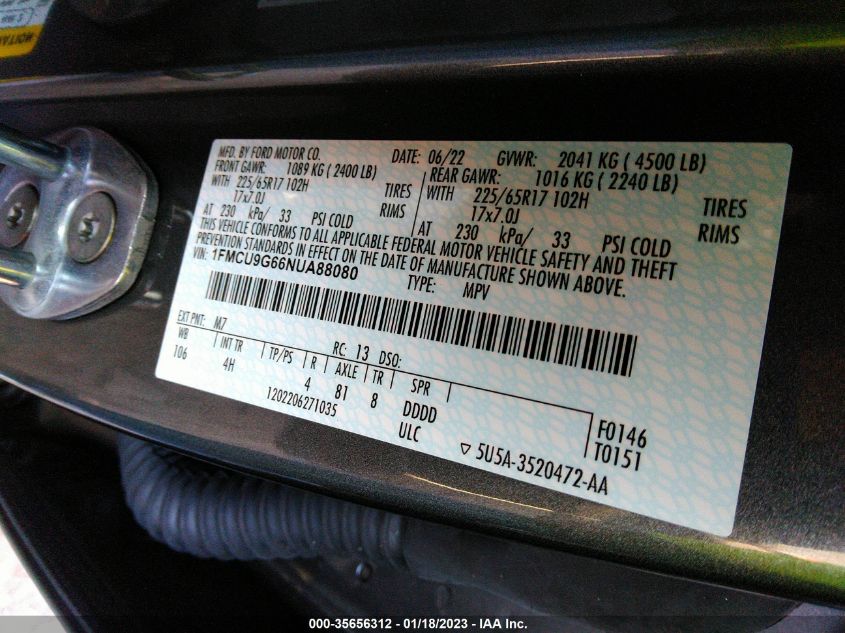 MFD. BY FORD MOTOR CO. DATE: 06/22 GVWR: 2041 KG ( 4500 LB)
FRONT GAWR: 1089 KG ( 2400 LB) REAR GAWR: 1016 KG ( 2240 LB)
WITH 225/65R17 102H TIRES WITH 225/65R17 102H TIRES
17x7.0J RIMS 17x7.0J RIMS
AT 230 kPa/ 33 PSI COLD AT 230 kPa/ 33 PSI COLD
THIS VEHICLE CONFORMS TO ALL APPLICABLE FEDERAL MOTOR VEHICLE SAFETY AND THEFT
PREVENTION STANDARDS IN EFFECT ON THE DATE OF MANUFACTURE SHOWN ABOVE.
VIN: 1FMCU9G66NUA88080 TYPE: MPV
EXT PNT: M7 RC: 13 DSO:
WB INT TR TP/PS R AXLE TR SPR
106 4H 4 81 8 DDDD F0146
1202206271035 ULC T0151
▽ 5U5A-3520472-AA
000-35656312 - 01/18/2023 - IAA Inc.